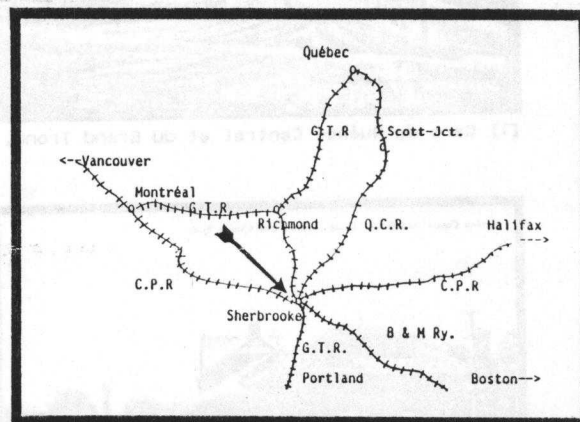 Québec
G.T.R
Scott-Jct.
<--Vancouver
Montréal
G.T.R
Richmond
Q.C.R.
Halifax
--->
C.P.R
C.P.R
Sherbrooke
B & M Ry.
G.T.R.
Portland
Boston-->